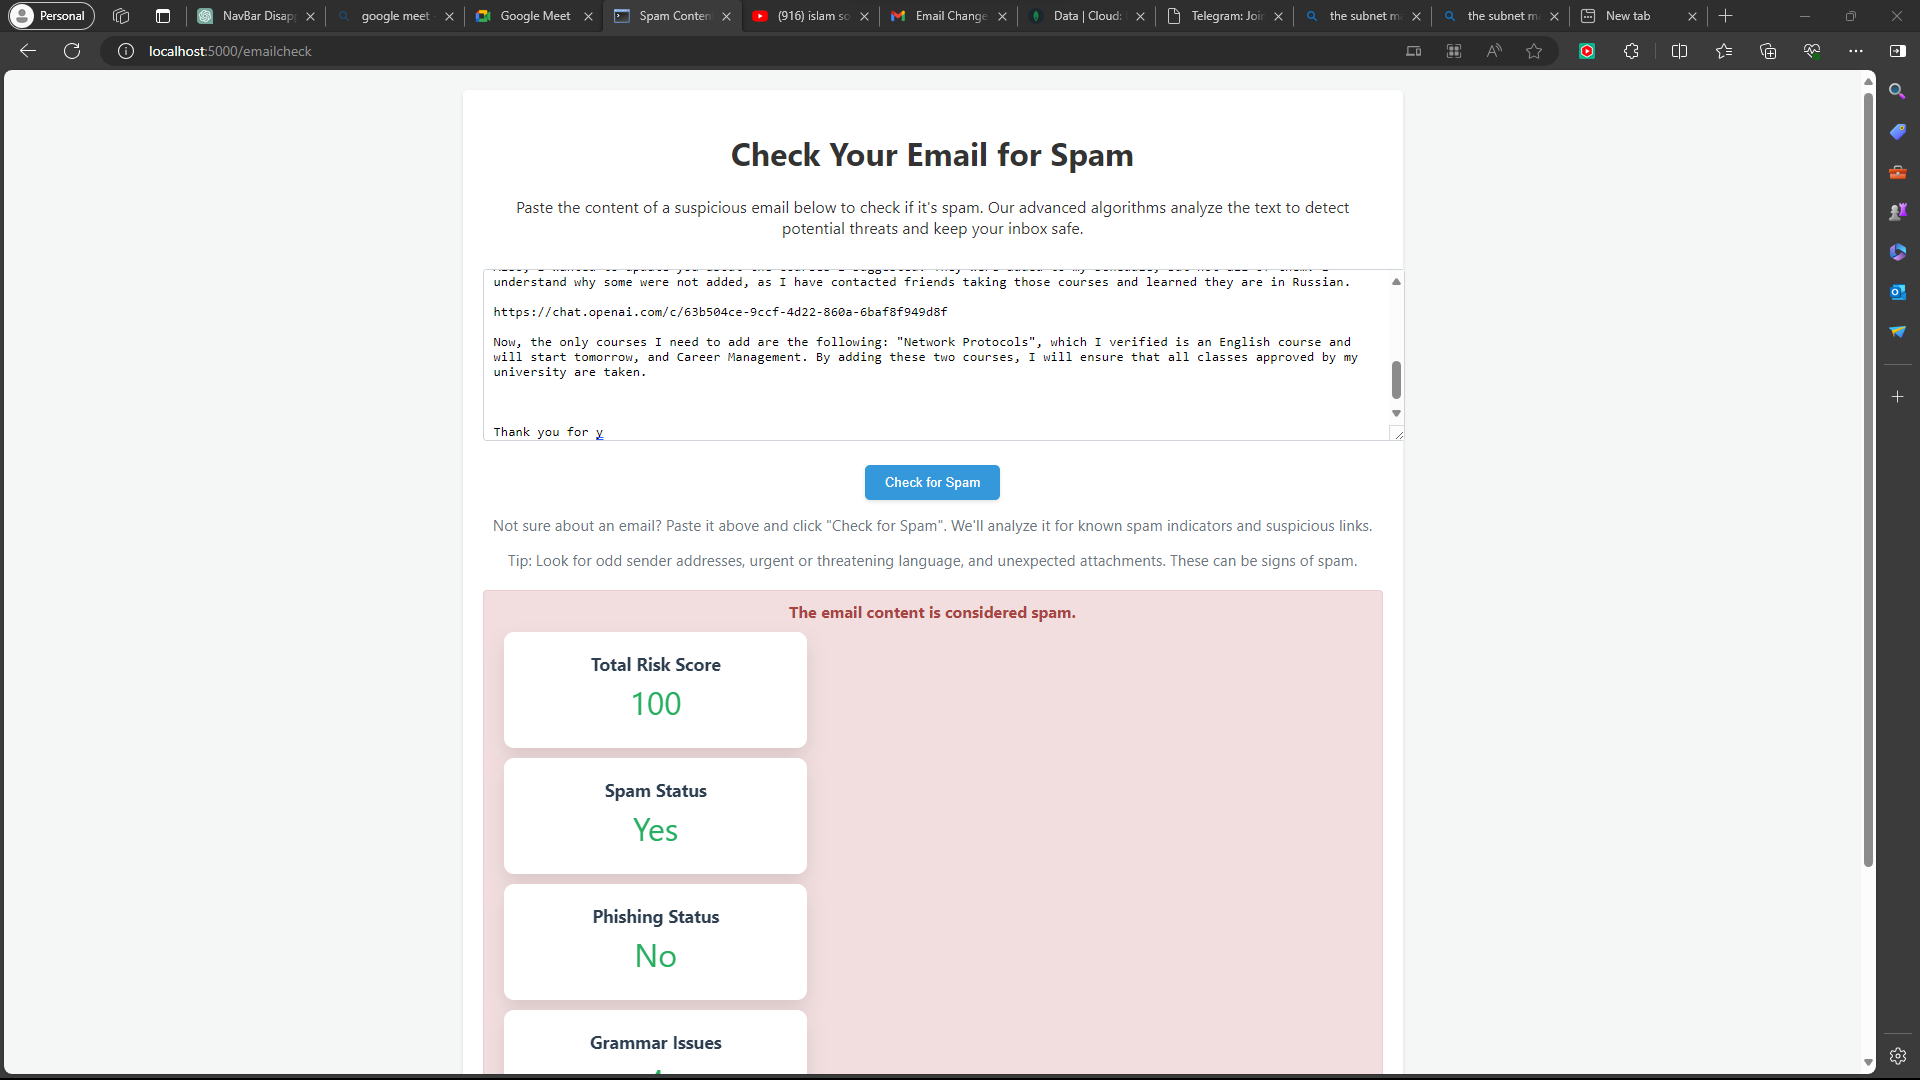 Personal
NavBar Disap
google meet
Google Meet
Spam Conten
(916) islam so
Email Change
Data | Cloud:
Telegram: Joi
the subnet m
the subnet m
New tab
localhost:5000/emailcheck
Check Your Email for Spam
Paste the content of a suspicious email below to check if it's spam. Our advanced algorithms analyze the text to detect
potential threats and keep your inbox safe.
understand why some were not added, as I have contacted friends taking those courses and learned they are in Russian.
https://chat.openai.com/c/63b504ce-9ccf-4d22-860a-6baf8f949d8f
Now, the only courses I need to add are the following: "Network Protocols", which I verified is an English course and
will start tomorrow, and Career Management. By adding these two courses, I will ensure that all classes approved by my
university are taken.
Thank you for y
Check for Spam
Not sure about an email? Paste it above and click "Check for Spam". We'll analyze it for known spam indicators and suspicious links.
Tip: Look for odd sender addresses, urgent or threatening language, and unexpected attachments. These can be signs of spam.
The email content is considered spam.
Total Risk Score
100
Spam Status
Yes
Phishing Status
No
Grammar Issues